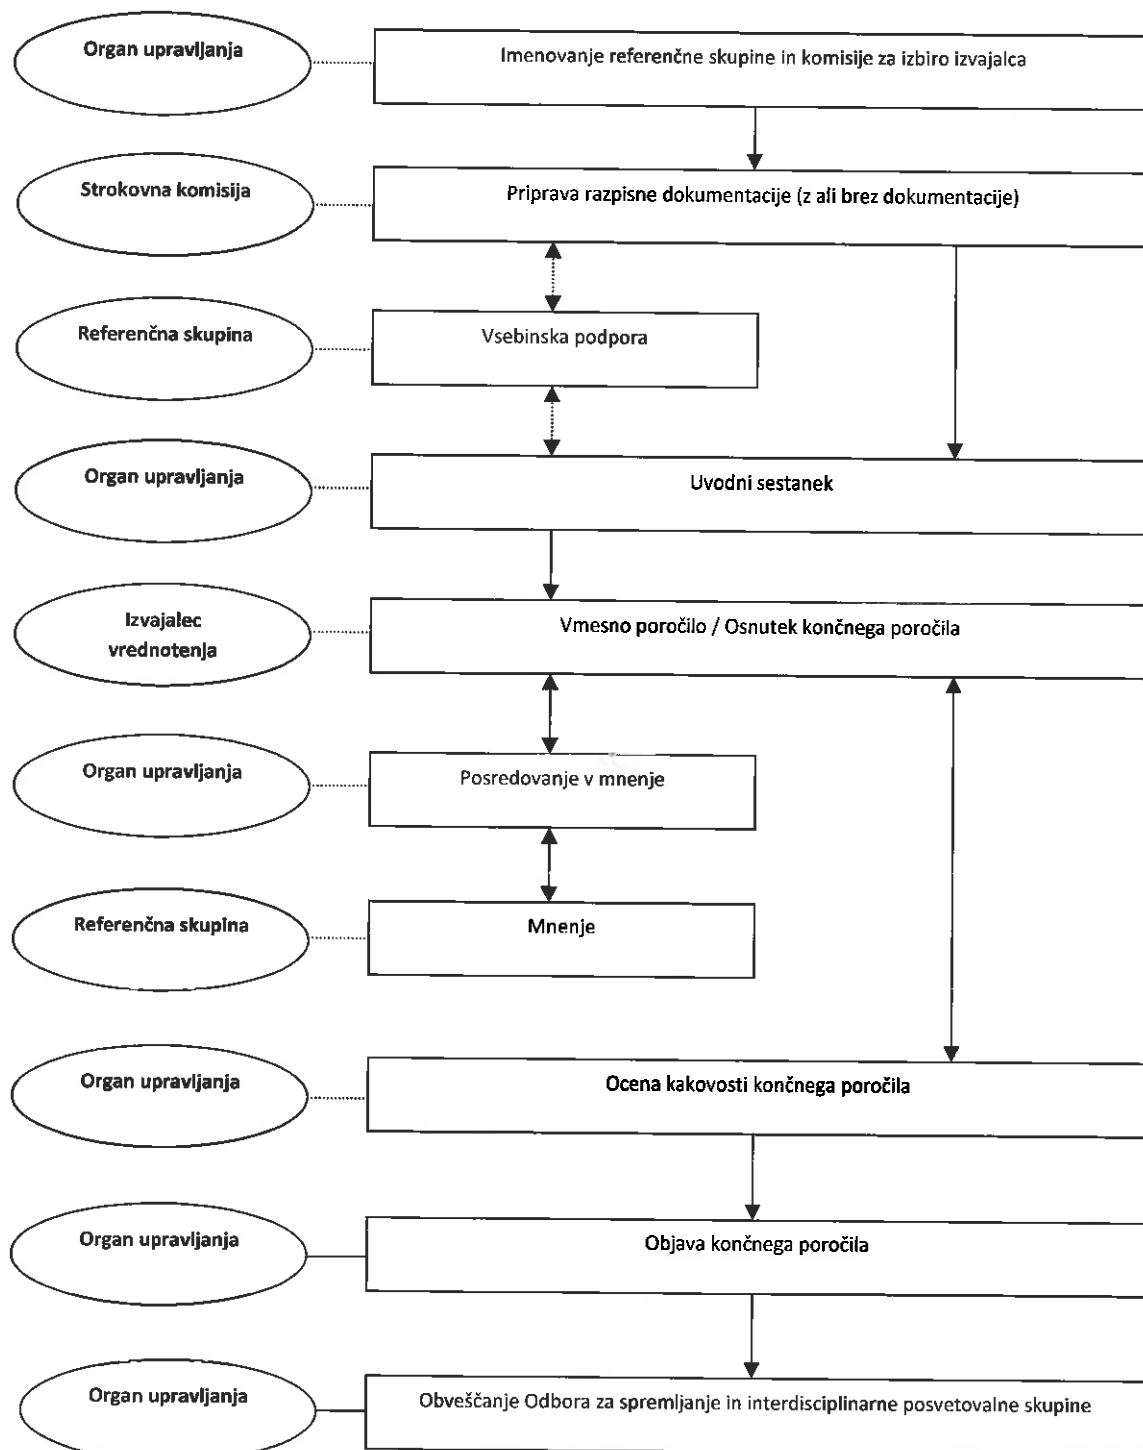 Organ upravljanja
Imenovanje referenčne skupine in komisije za izbiro izvajalca
Strokovna komisija
Priprava razpisne dokumentacije (z ali brez dokumentacije)
Referenčna skupina
Vsebinska podpora
Organ upravljanja
Uvodni sestanek
Izvajalec
vrednotenja
Vmesno poročilo / Osnutek končnega poročila
Organ upravljanja
Posredovanje v mnenje
Referenčna skupina
Mnenje
Organ upravljanja
Ocena kakovosti končnega poročila
Organ upravljanja
Objava končnega poročila
Organ upravljanja
Obveščanje Odbora za spremljanje in interdisciplinarne posvetovalne skupine